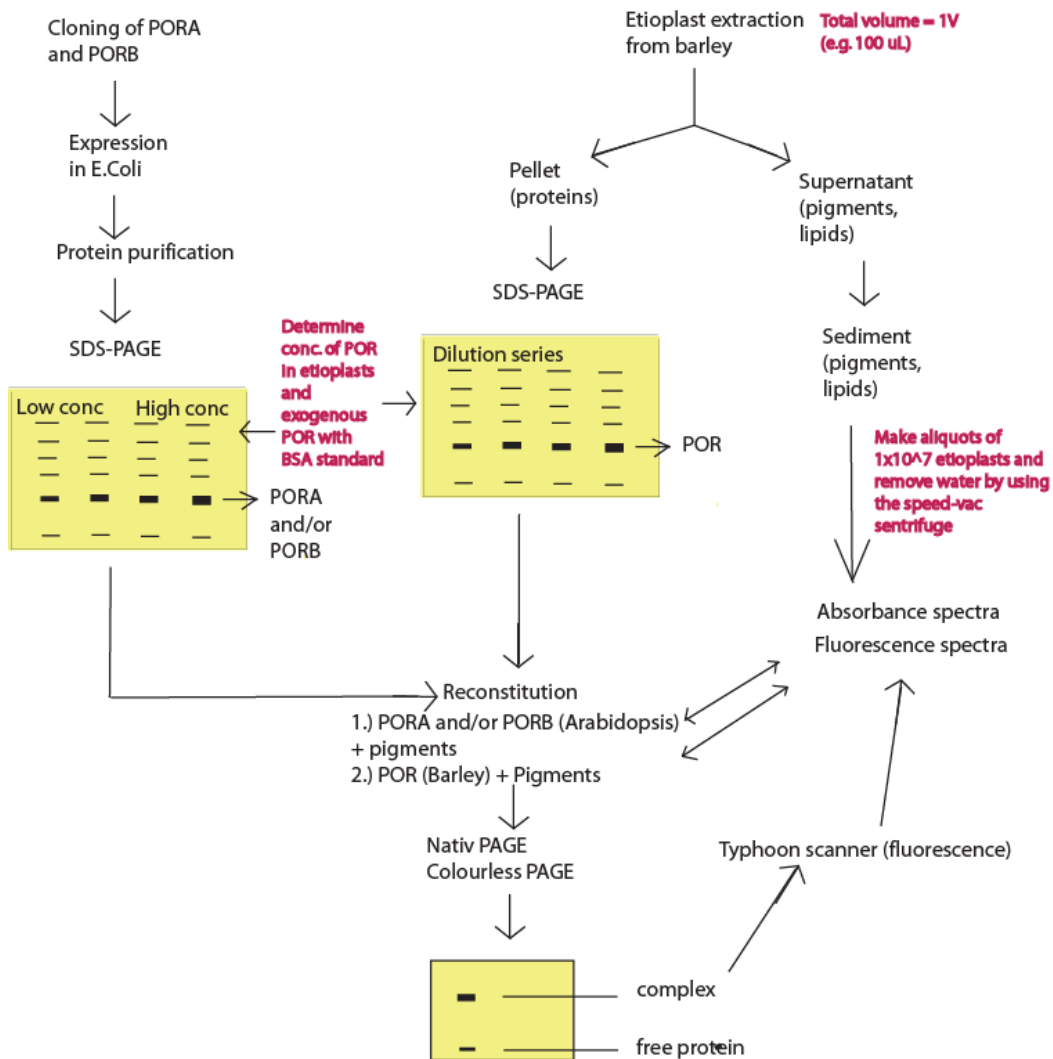 Cloning of PORA
and PORB
Expression
in E.Coli
Protein purification
SDS-PAGE
Low conc
High conc
PORA
and/or
PORB
Determine
conc. of POR
in etioplasts
and
exogenous
POR with
BSA standard
Etioplast extraction
from barley
Total volume = 1V
(e.g. 100 uL)
Pellet
(proteins)
SDS-PAGE
Dilution series
POR
Supernatant
(pigments,
lipids)
Sediment
(pigments,
lipids)
Make aliquots of
1x10^7 etioplasts and
remove water by using
the speed-vac
sentrifuge
Absorbance spectra
Fluorescence spectra
Reconstitution
1.) PORA and/or PORB (Arabidopsis)
+ pigments
2.) POR (Barley) + Pigments
Nativ PAGE
Colourless PAGE
Typhoon scanner (fluorescence)
complex
free protein